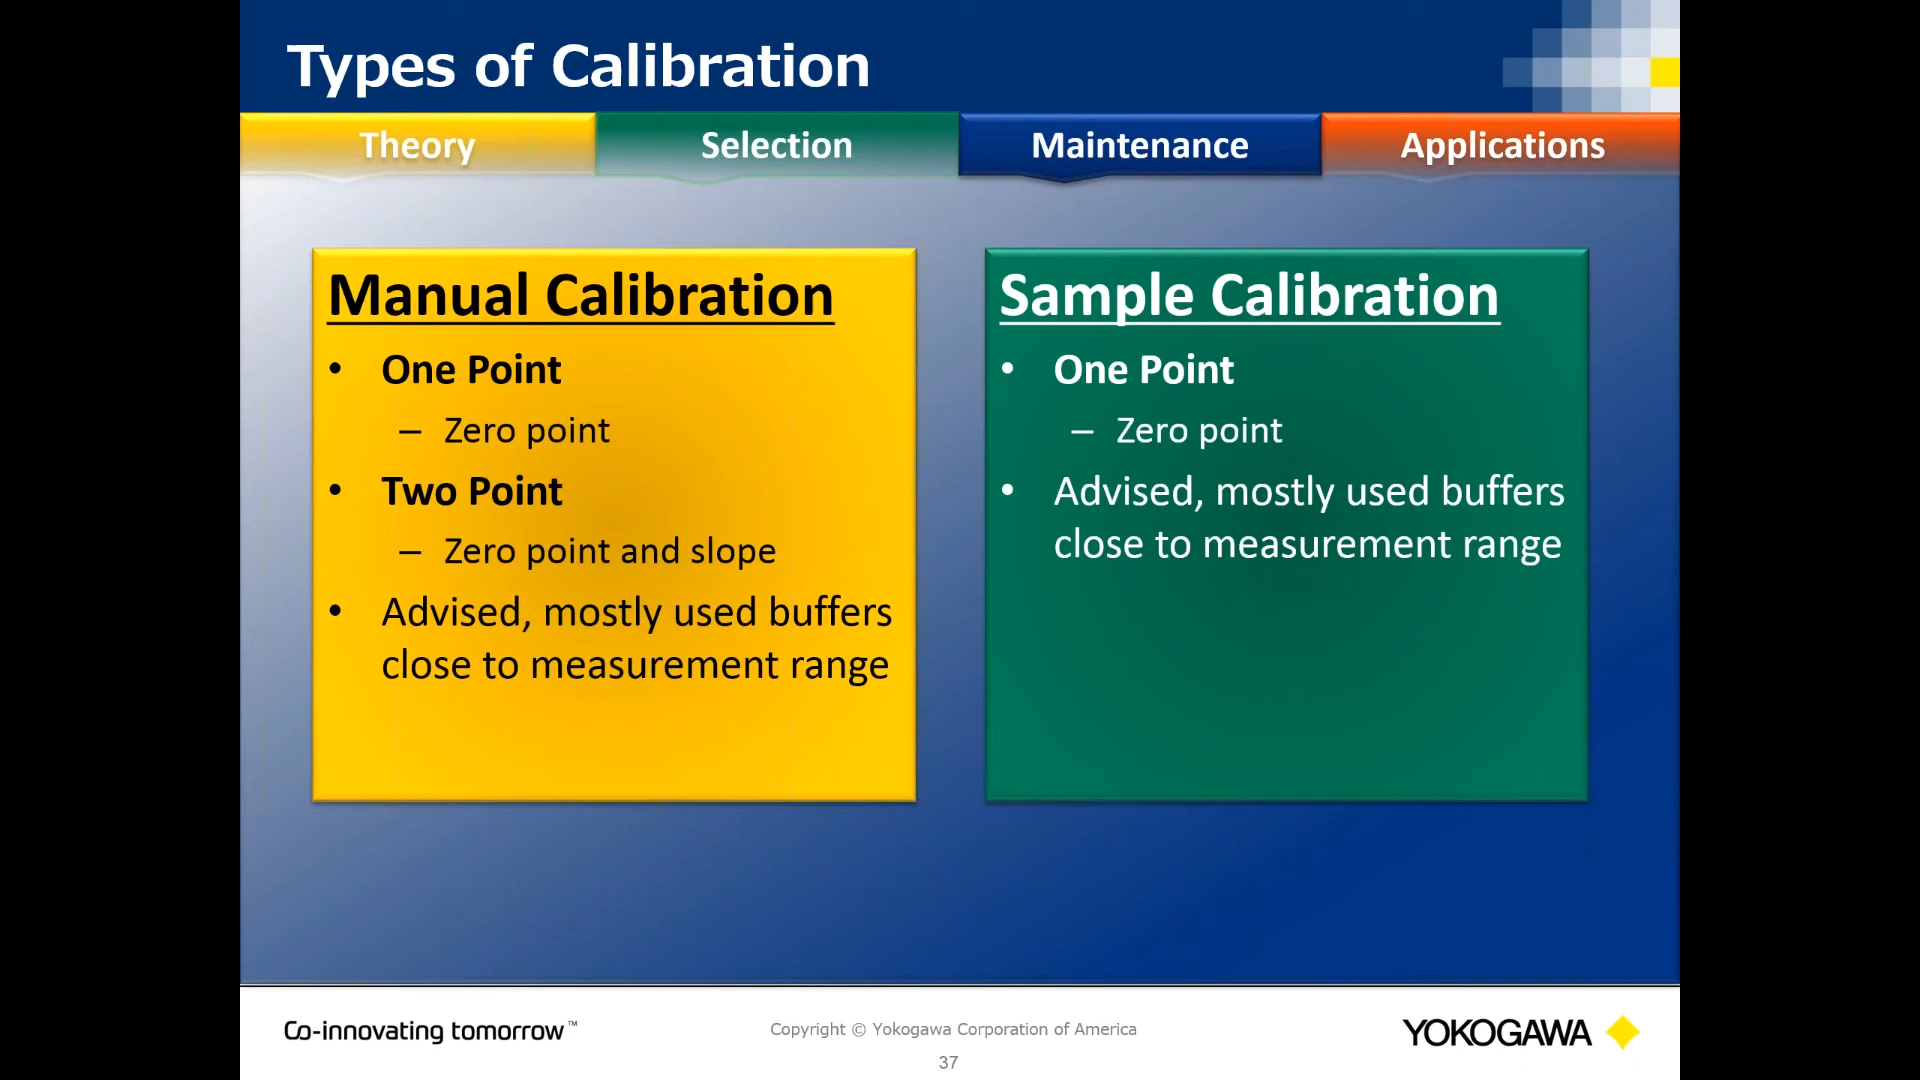 Types of Calibration
Theory
Selection
Maintenance
Applications
Manual Calibration
• One Point
– Zero point
• Two Point
– Zero point and slope
• Advised, mostly used buffers
close to measurement range
Sample Calibration
• One Point
– Zero point
• Advised, mostly used buffers
close to measurement range
Co-innovating tomorrow™
Copyright © Yokogawa Corporation of America
37
YOKOGAWA